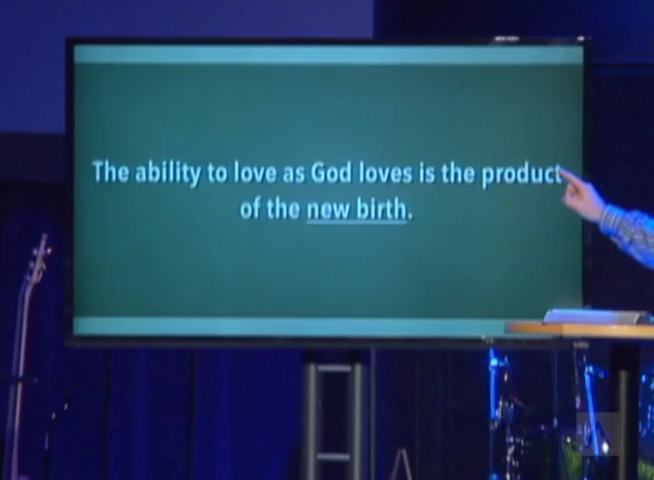 The ability to love as God loves is the product
of the new birth.